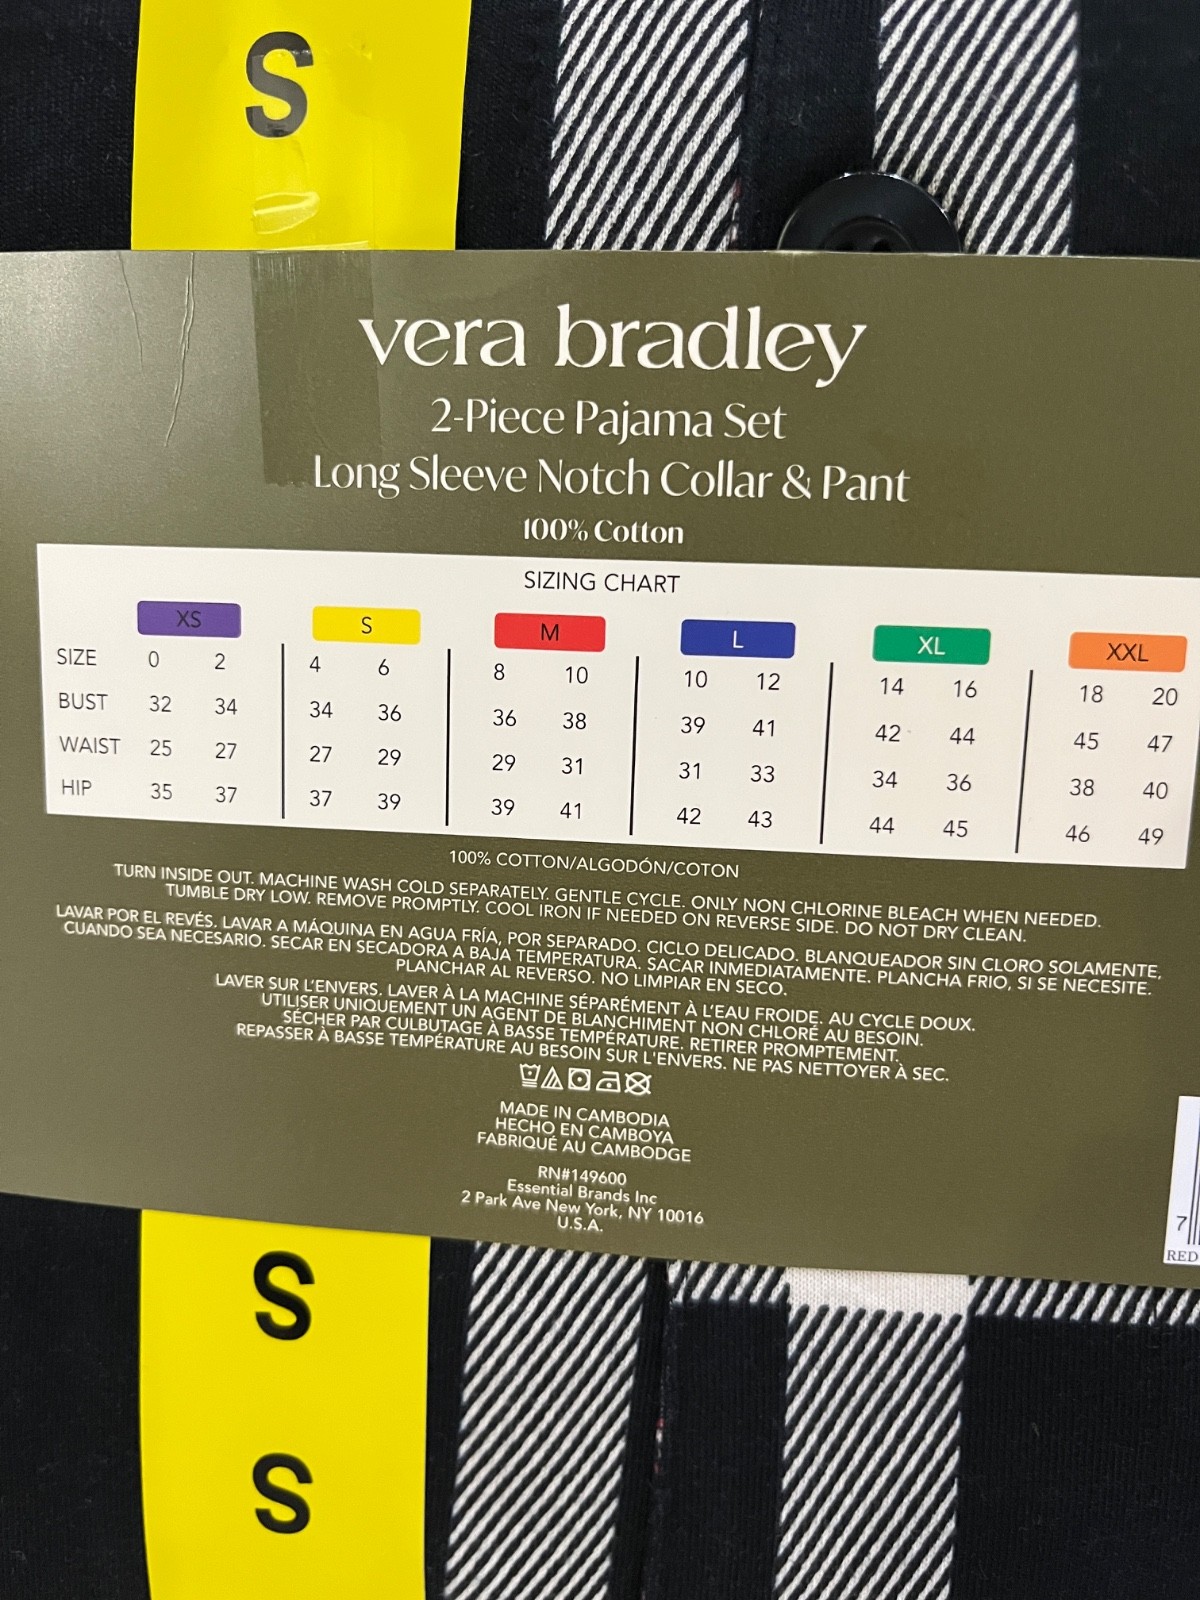 S
vera bradley
2-Piece Pajama Set
Long Sleeve Notch Collar & Pant
100% Cotton
SIZING CHART
XS S M L XL XXL
SIZE 0 2 4 6 8 10 10 12 14 16 18 20
BUST 32 34 34 36 36 38 39 41 42 44 45 47
WAIST 25 27 27 29 29 31 31 33 34 36 38 40
HIP 35 37 37 39 39 41 42 43 44 45 46 49
100% COTTON/ALGODÓN/COTON
TURN INSIDE OUT. MACHINE WASH COLD SEPARATELY. GENTLE CYCLE. ONLY NON CHLORINE BLEACH WHEN NEEDED.
TUMBLE DRY LOW. REMOVE PROMPTLY. COOL IRON IF NEEDED ON REVERSE SIDE. DO NOT DRY CLEAN.
LAVAR POR EL REVÉS. LAVAR A MÁQUINA EN AGUA FRÍA, POR SEPARADO. CICLO DELICADO. BLANQUEADOR SIN CLORO SOLAMENTE,
CUANDO SEA NECESARIO. SECAR EN SECADORA A BAJA TEMPERATURA. SACAR INMEDIATAMENTE. PLANCHA FRIO, SI SE NECESITE.
PLANCHAR AL REVERSO. NO LIMPIAR EN SECO.
LAVER SUR L'ENVERS. LAVER À LA MACHINE SÉPARÉMENT À L'EAU FROIDE. AU CYCLE DOUX.
UTILISER UNIQUEMENT UN AGENT DE BLANCHIMENT NON CHLORÉ AU BESOIN.
SÉCHER PAR CULBUTAGE À BASSE TEMPÉRATURE. RETIRER PROMPTEMENT.
REPASSER À BASSE TEMPÉRATURE AU BESOIN SUR L'ENVERS. NE PAS NETTOYER À SEC.
MADE IN CAMBODIA
HECHO EN CAMBOYA
FABRIQUÉ AU CAMBODGE
RN#149600
Essential Brands Inc
2 Park Ave New York, NY 10016
U.S.A.
7
RED
S
S